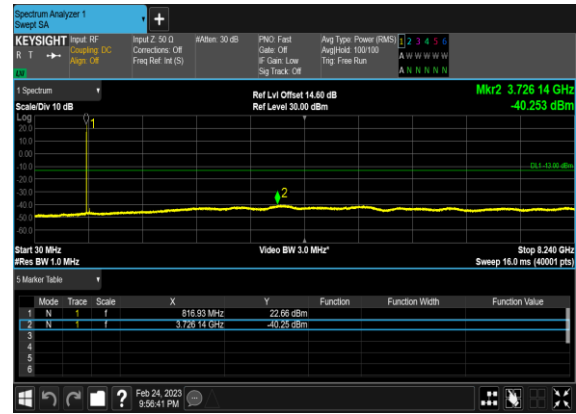 Spectrum Analyzer 1
Swept SA
KEYSIGHT Input: RF Input Z: 50 Ω #Atten: 30 dB PNO: Fast Avg Type: Power (RMS) 1 2 3 4 5 6
R T Coupling: DC Corrections: Off Gate: Off Avg|Hold: 100/100 A W W W W W
Align: Off Freq Ref: Int (S) IF Gain: Low Trig: Free Run
Sig Track: Off A N N N N N
LXI
1 Spectrum Ref Lvl Offset 14.60 dB Mkr2 3.726 14 GHz
Scale/Div 10 dB Ref Level 30.00 dBm -40.253 dBm
Log
20.0
10.0
0.00
-10.0
DL1 -13.00 dBm
-20.0
-30.0
-40.0
-50.0
-60.0
1
2
Start 30 MHz Video BW 3.0 MHz* Stop 8.240 GHz
#Res BW 1.0 MHz Sweep 16.0 ms (40001 pts)
5 Marker Table
Mode Trace Scale X Y Function Function Width Function Value
1 N 1 f 816.93 MHz 22.66 dBm
2 N 1 f 3.726 14 GHz -40.25 dBm
3
4
5
6
Feb 24, 2023
9:56:41 PM